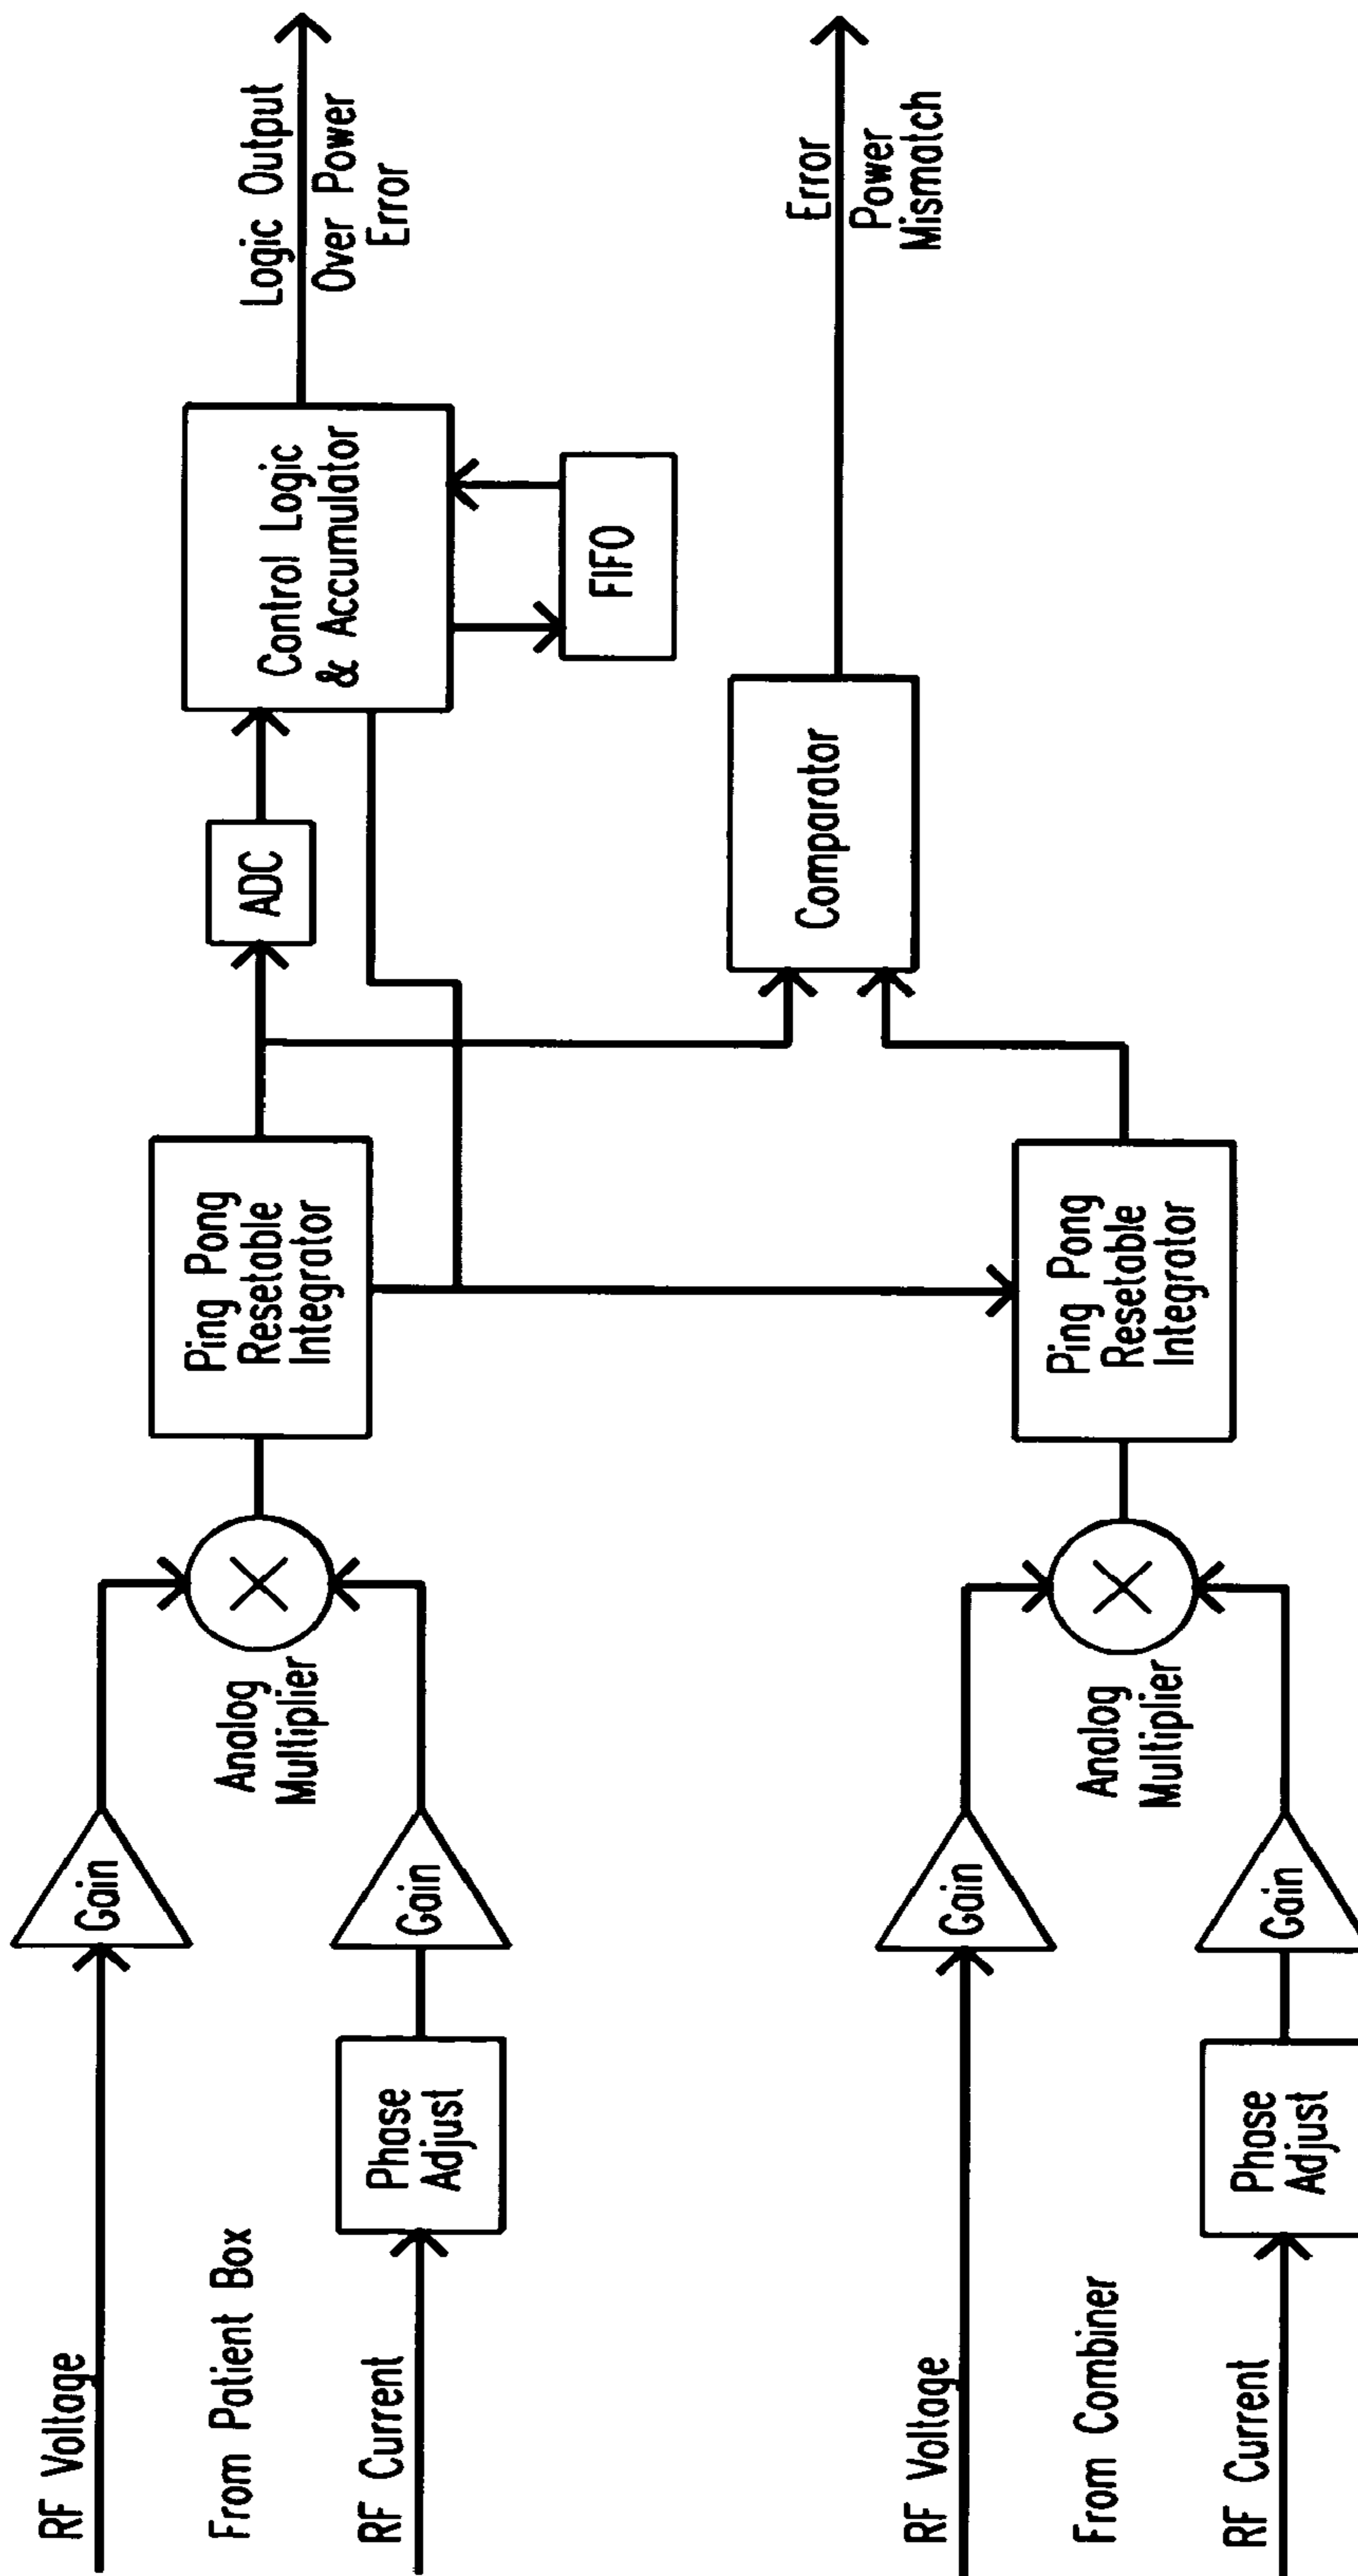 RF Voltage
From Patient Box
RF Current
Phase
Adjust
Gain
Gain
Analog
Multiplier
Ping Pong
Resetable
Integrator
ADC
Control Logic
& Accumulator
FIFO
Logic Output
Over Power
Error
RF Voltage
From Combiner
RF Current
Phase
Adjust
Gain
Gain
Analog
Multiplier
Ping Pong
Resetable
Integrator
Comparator
Error
Power
Mismatch